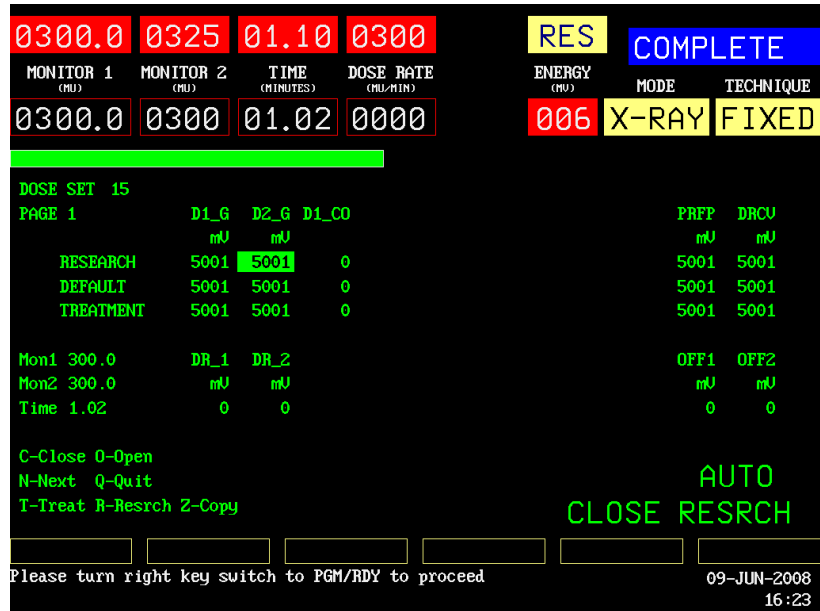 0300.0 0325 01.10 0300 RES COMPLETE
MONITOR 1 MONITOR 2 TIME DOSE RATE ENERGY MODE TECHNIQUE
(MU) (MU) (MINUTES) (MU/MIN) (MV)
0300.0 0300 01.02 0000 006 X-RAY FIXED
DOSE SET 15
PAGE 1 D1_G D2_G D1_CO PRFP DRCV
mV mV mV mV
RESEARCH 5001 5001 0 5001 5001
DEFAULT 5001 5001 0 5001 5001
TREATMENT 5001 5001 0 5001 5001
Mon1 300.0 DR_1 DR_2 OFF1 OFF2
Mon2 300.0 mV mV mV mV
Time 1.02 0 0 0 0
C-Close O-Open
N-Next Q-Quit
T-Treat R-Resrch Z-Copy
AUTO
CLOSE RESRCH
Please turn right key switch to PGM/RDY to proceed 09-JUN-2008
16:23